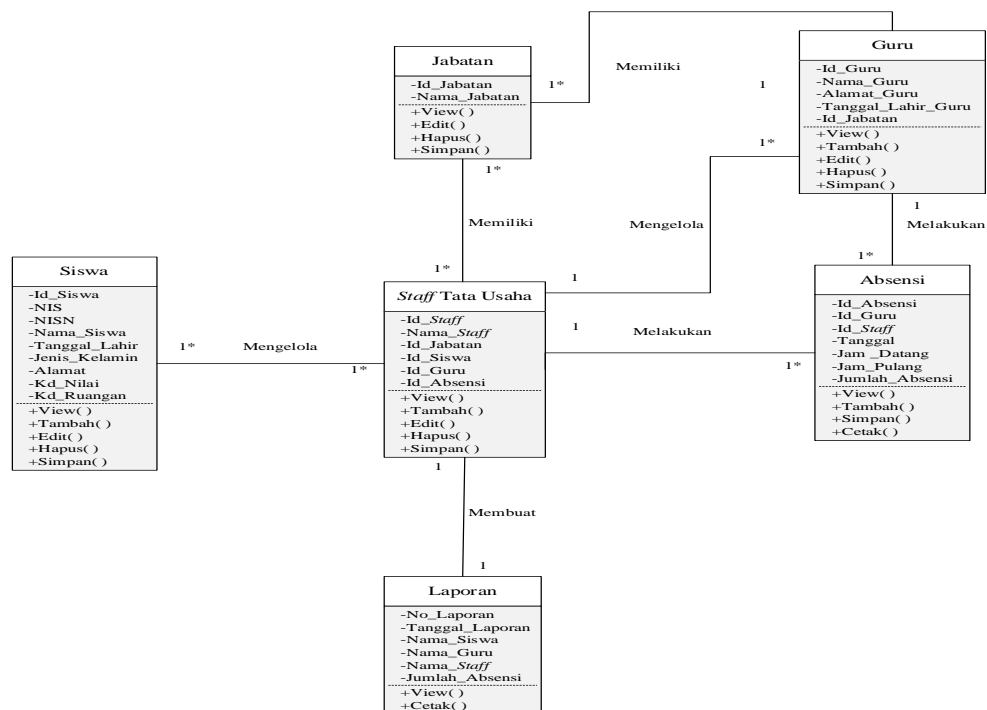 Jabatan
-Id_Jabatan
-Nama_Jabatan
+View( )
+Edit( )
+Hapus( )
+Simpan( )
1*
Memiliki
1
Guru
-Id_Guru
-Nama_Guru
-Alamat_Guru
-Tanggal_Lahir_Guru
-Id_Jabatan
+View( )
+Tambah( )
+Edit( )
+Hapus( )
+Simpan( )
1*
1*
Memiliki
1*
Mengelola
1
1
Melakukan
1*
Siswa
-Id_Siswa
-NIS
-NISN
-Nama_Siswa
-Tanggal_Lahir
-Jenis_Kelamin
-Alamat
-Kd_Nilai
-Kd_Ruangan
+View( )
+Tambah( )
+Edit( )
+Hapus( )
+Simpan( )
1*
Mengelola
1*
Staff Tata Usaha
-Id_Staff
-Nama_Staff
-Id_Jabatan
-Id_Siswa
-Id_Guru
-Id_Absensi
+View( )
+Tambah( )
+Edit( )
+Hapus( )
+Simpan( )
1
Melakukan
1*
Absensi
-Id_Absensi
-Id_Guru
-Id_Staff
-Tanggal
-Jam _Datang
-Jam_Pulang
-Jumlah_Absensi
+View( )
+Tambah( )
+Simpan( )
+Cetak( )
1
Membuat
1
Laporan
-No_Laporan
-Tanggal_Laporan
-Nama_Siswa
-Nama_Guru
-Nama_Staff
-Jumlah_Absensi
+View( )
+Cetak( )